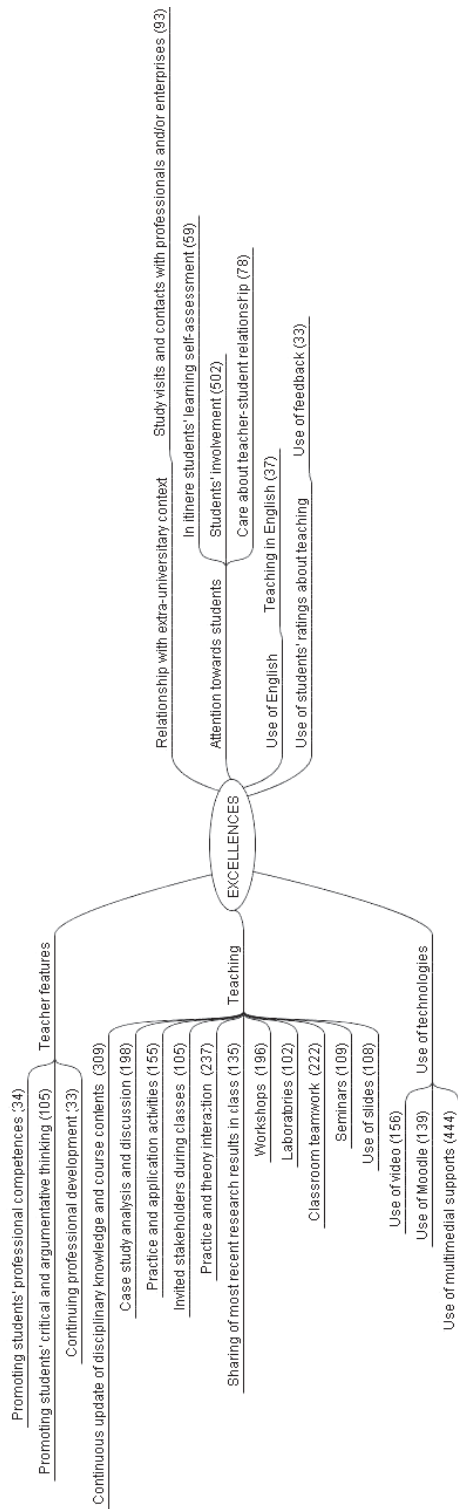 Promoting students' professional competences (34)
Promoting students' critical and argumentative thinking (105)
Continuing professional development (33)
Teacher features
Continuous update of disciplinary knowledge and course contents (309)
Case study analysis and discussion (198)
Practice and application activities (155)
Invited stakeholders during classes (105)
Practice and theory interaction (237)
Sharing of most recent research results in class (135)
Workshops (196)
Laboratories (102)
Classroom teamwork (222)
Seminars (109)
Use of slides (108)
Teaching
Use of video (156)
Use of Moodle (139)
Use of multimedial supports (444)
Use of technologies
EXCELLENCES
Relationship with extra-universitary context
Study visits and contacts with professionals and/or enterprises (93)
Attention towards students
In itinere students' learning self-assessment (59)
Students' involvement (502)
Care about teacher-student relationship (78)
Use of English
Teaching in English (37)
Use of students' ratings about teaching
Use of feedback (33)